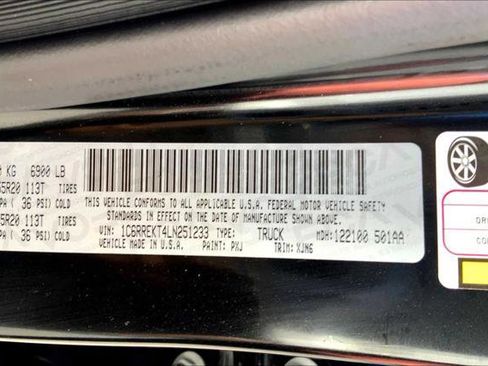 KG 6900 LB
5R20 113T TIRES
PA( 36 PSI) COLD
5R20 113T TIRES
PA( 36 PSI) COLD
THIS VEHICLE CONFORMS TO ALL APPLICABLE U.S.A. FEDERAL MOTOR VEHICLE SAFETY
STANDARDS IN EFFECT ON THE DATE OF MANUFACTURE SHOWN ABOVE.
VIN: 1C6RREKT4LN251233 TYPE: TRUCK MDH:122100 501AA
VEHICLE MADE IN U.S.A. PAINT: PXJ TRIM: XJN6
COLD